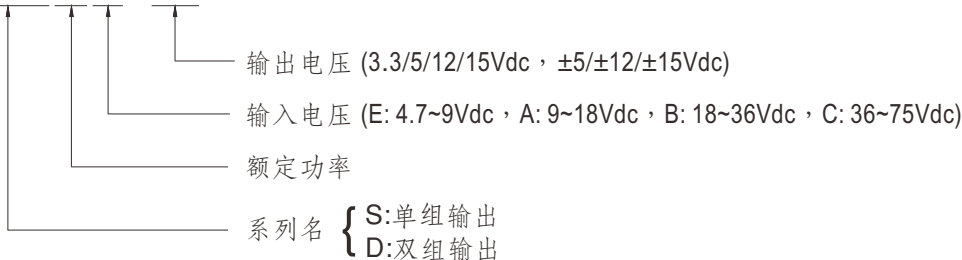 输出电压 (3.3/5/12/15Vdc，±5/±12/±15Vdc)
输入电压 (E: 4.7~9Vdc，A: 9~18Vdc，B: 18~36Vdc，C: 36~75Vdc)
额定功率
系列名 { S:单组输出
D:双组输出